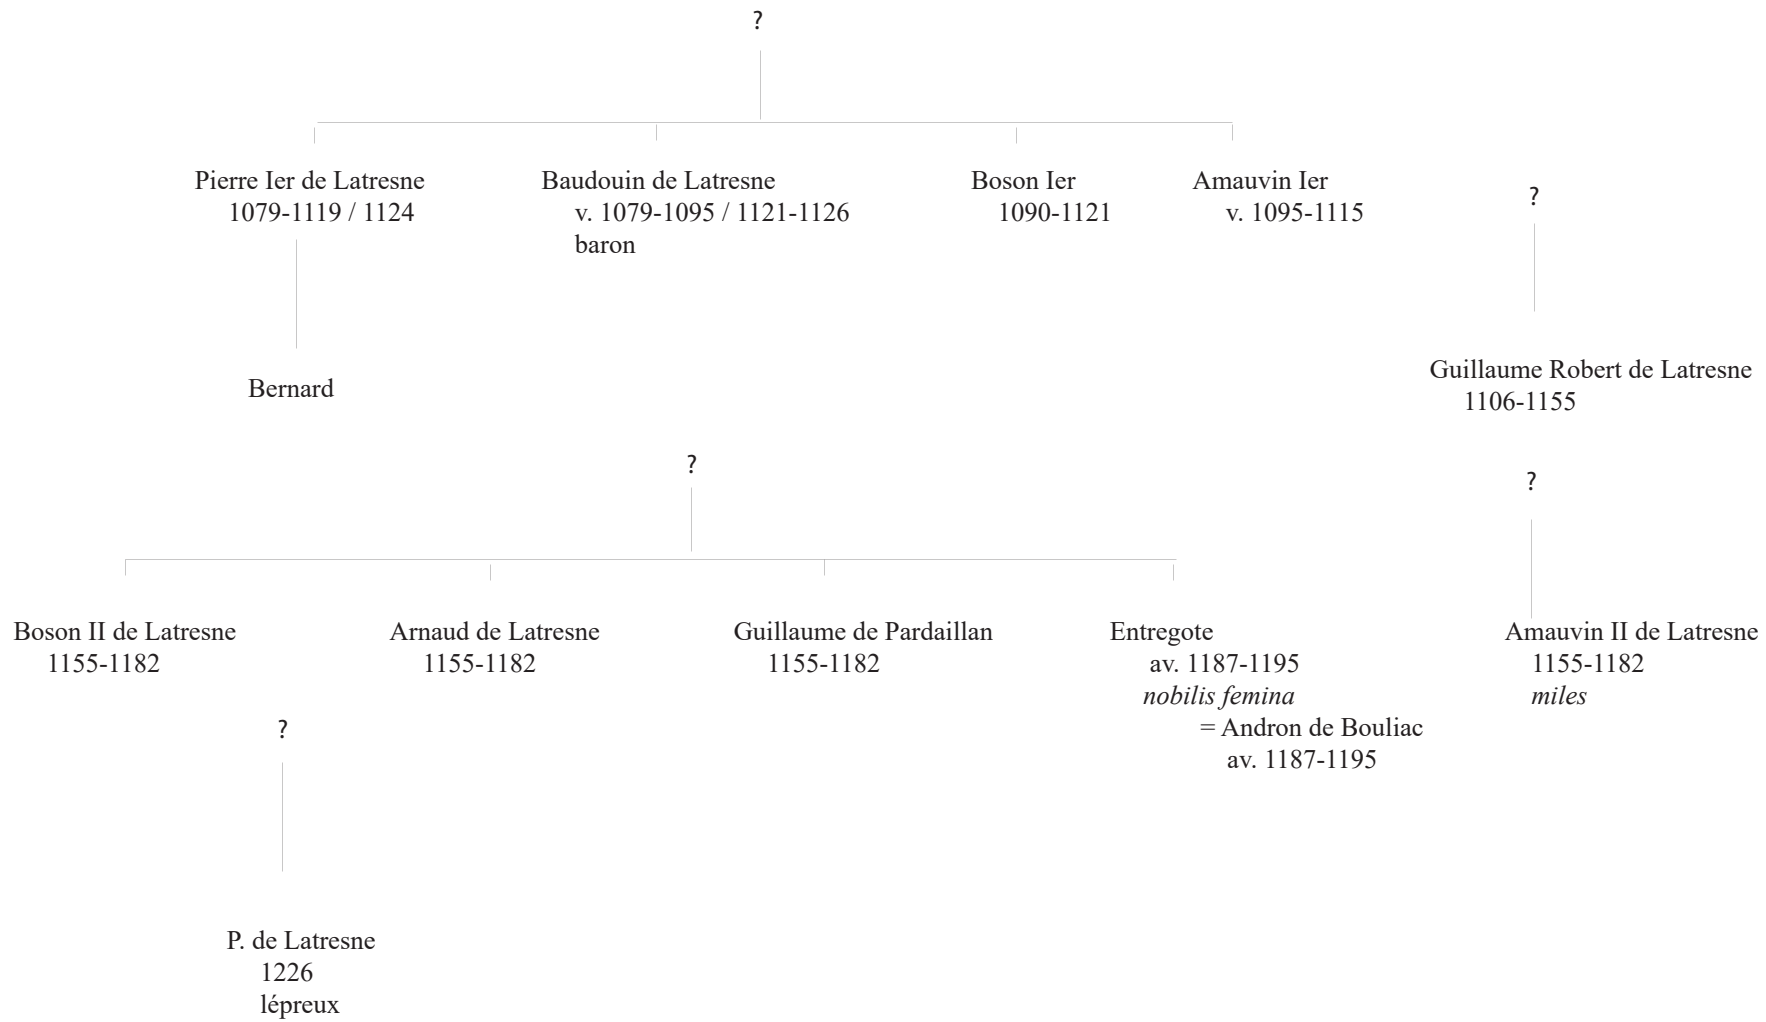 ?
Pierre Ier de Latresne
1079-1119 / 1124
Baudouin de Latresne
v. 1079-1095 / 1121-1126
baron
Boson Ier
1090-1121
Amauvin Ier
v. 1095-1115
?
Bernard
Guillaume Robert de Latresne
1106-1155
?
?
Boson II de Latresne
1155-1182
Arnaud de Latresne
1155-1182
Guillaume de Pardaillan
1155-1182
Entregote
av. 1187-1195
nobilis femina
= Andron de Bouliac
av. 1187-1195
Amauvin II de Latresne
1155-1182
miles
?
P. de Latresne
1226
lépreux